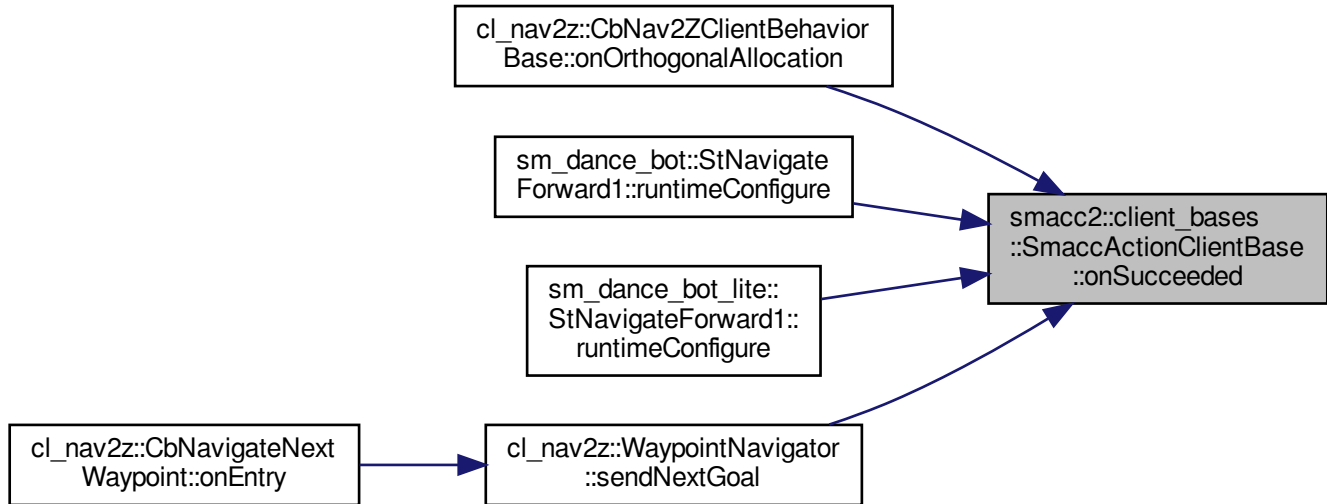 cl_nav2z::CbNav2ZClientBehavior
Base::onOrthogonalAllocation
sm_dance_bot::StNavigate
Forward1::runtimeConfigure
smacc2::client_bases
::SmaccActionClientBase
::onSucceeded
sm_dance_bot_lite::
StNavigateForward1::
runtimeConfigure
cl_nav2z::CbNavigateNext
Waypoint::onEntry
cl_nav2z::WaypointNavigator
::sendNextGoal